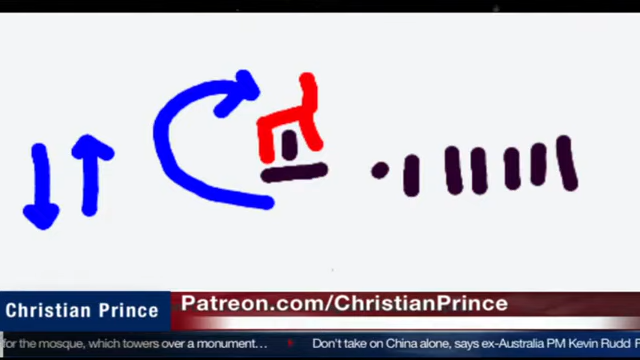 Christian Prince
Patreon.com/ChristianPrince
for the mosque, which towers over a monument... Don't take on China alone, says ex-Australia PM Kevin Rudd